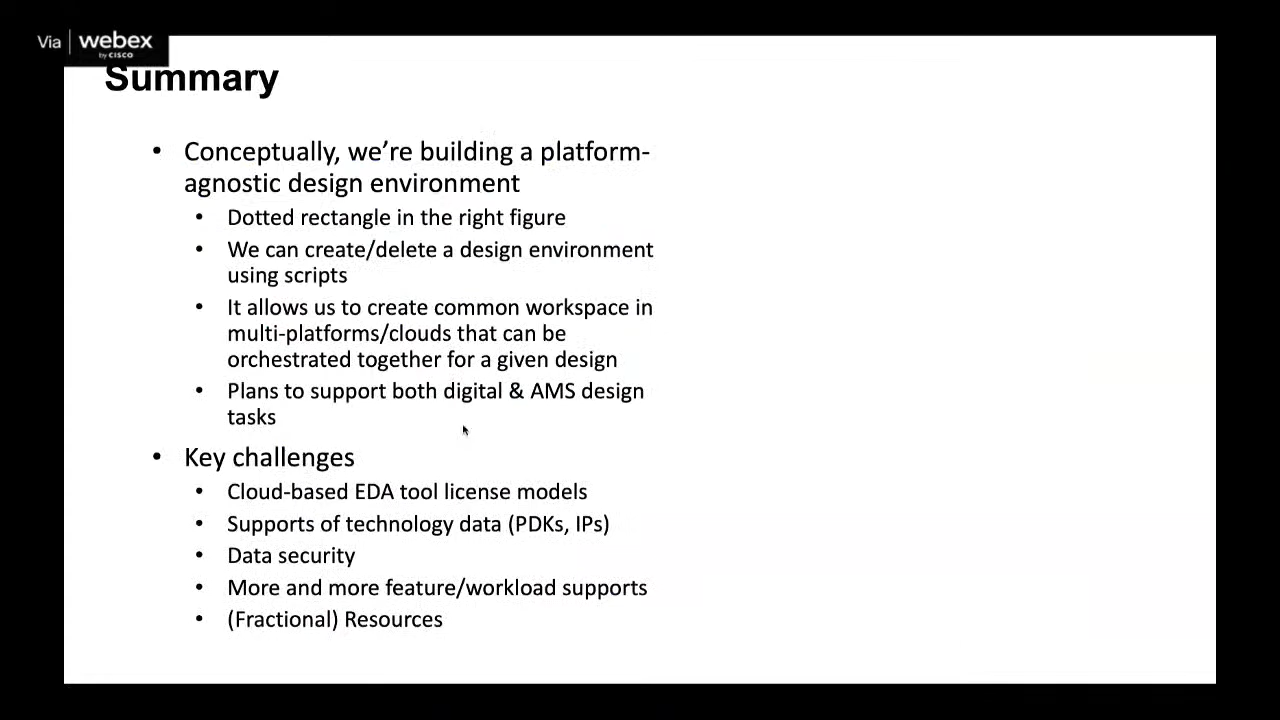 Via webex
by CISCO
Summary
• Conceptually, we're building a platform-
agnostic design environment
• Dotted rectangle in the right figure
• We can create/delete a design environment
using scripts
• It allows us to create common workspace in
multi-platforms/clouds that can be
orchestrated together for a given design
• Plans to support both digital & AMS design
tasks
• Key challenges
• Cloud-based EDA tool license models
• Supports of technology data (PDKs, IPs)
• Data security
• More and more feature/workload supports
• (Fractional) Resources